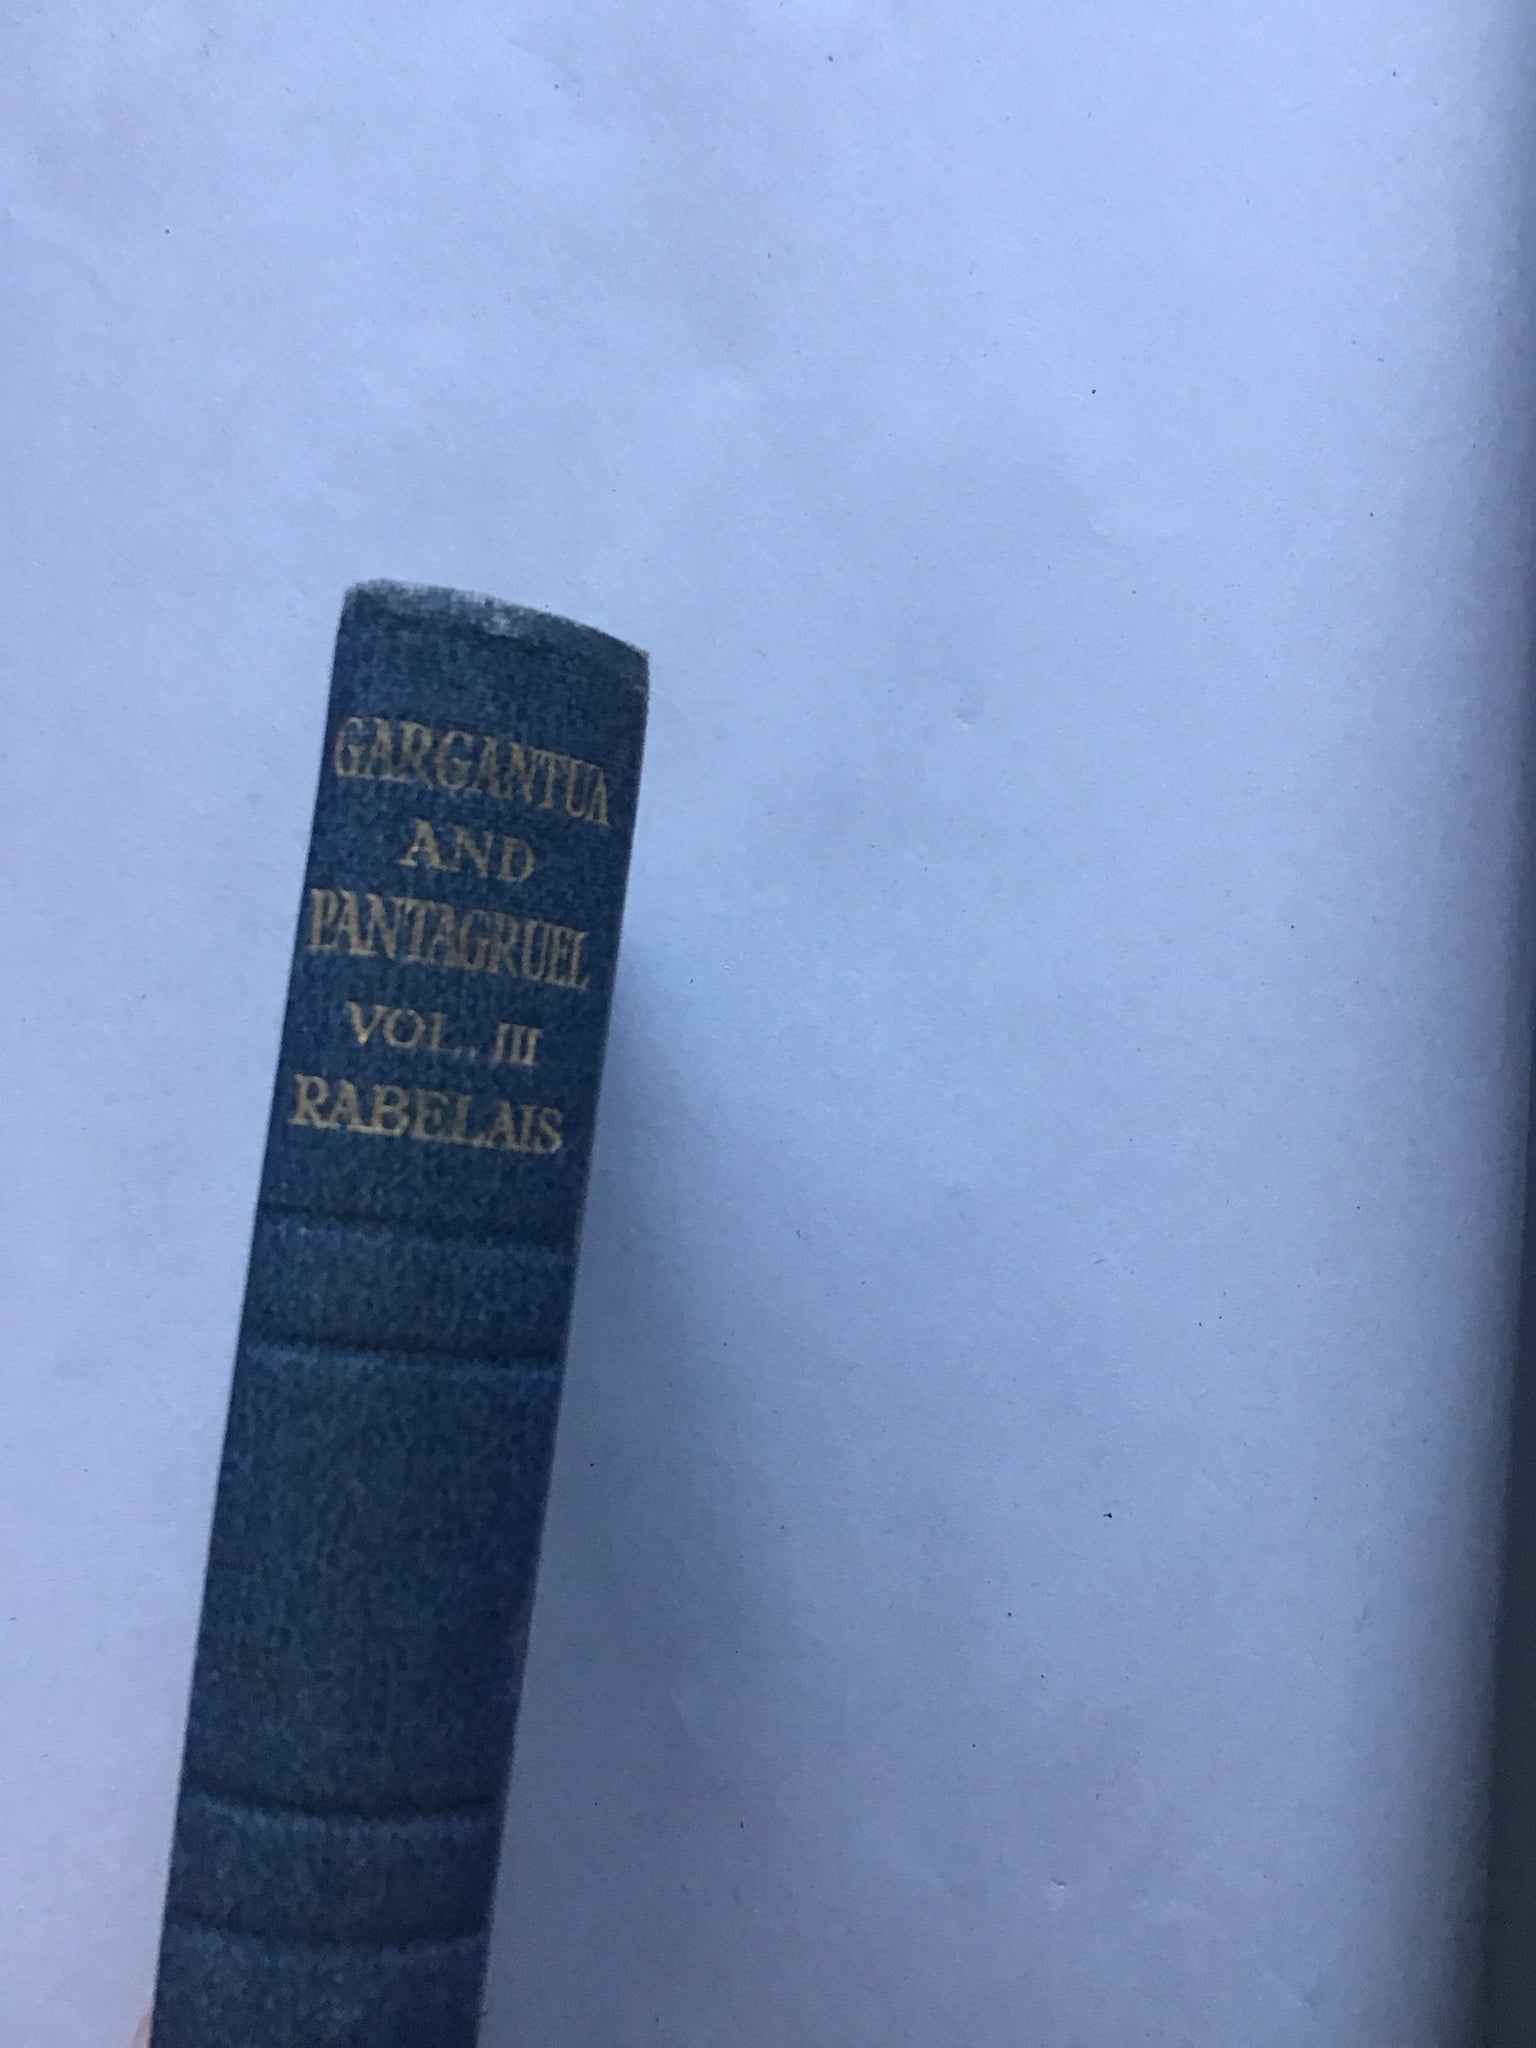 GARGANTUA
AND
PANTAGRUEL
VOL. III
RABELAIS